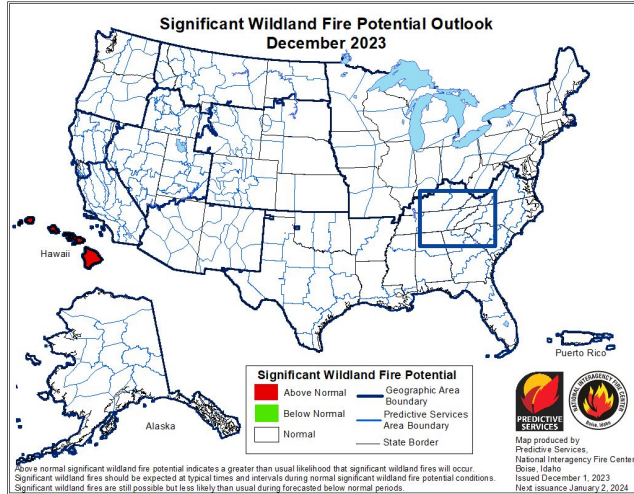 Significant Wildland Fire Potential Outlook
December 2023
Hawaii
Alaska
Puerto Rico
Significant Wildland Fire Potential
Above Normal
Below Normal
Normal
Geographic Area
Boundary
Predictive Services
Area Boundary
State Border
PREDICTIVE
SERVICES
NATIONAL INTERAGENCY FIRE CENTER
Boise, Idaho
Map produced by
Predictive Services,
National Interagency Fire Center
Boise, Idaho
Issued December 1, 2023
Next issuance January 2, 2024
Above normal significant wildland fire potential indicates a greater than usual likelihood that significant wildland fires will occur.
Significant wildland fires should be expected at typical times and intervals during normal significant wildland fire potential conditions.
Significant wildland fires are still possible but less likely than usual during forecasted below normal periods.